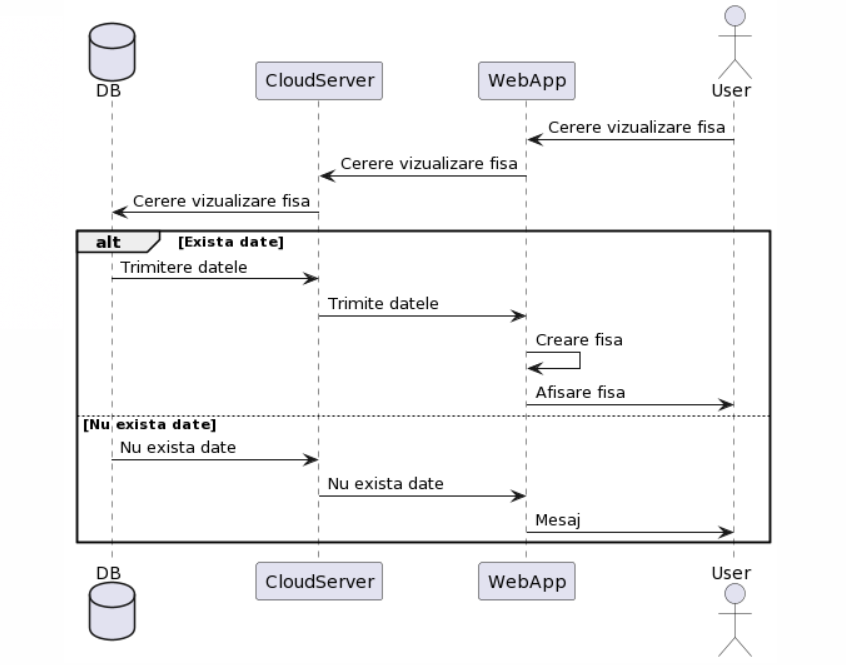 DB
CloudServer
WebApp
User
Cerere vizualizare fisa
Cerere vizualizare fisa
Cerere vizualizare fisa
alt [Exista date]
Trimitere datele
Trimite datele
Creare fisa
Afisare fisa
[Nu exista date]
Nu exista date
Nu exista date
Mesaj
DB
CloudServer
WebApp
User